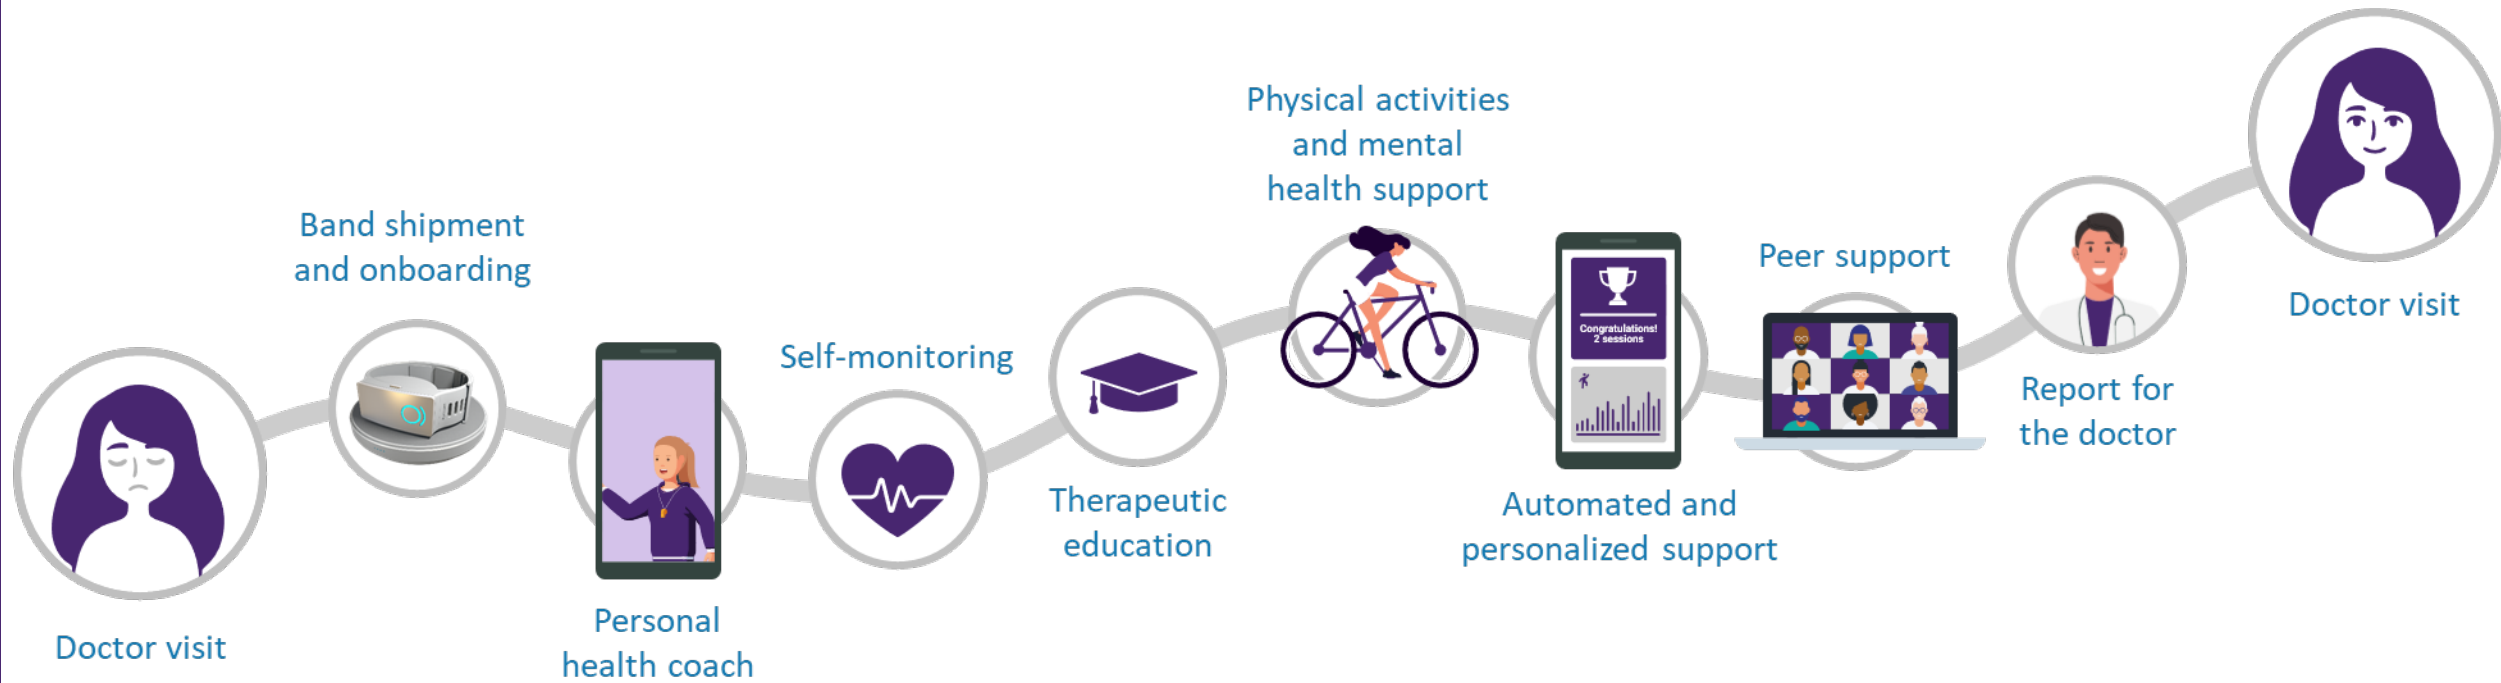 Doctor visit
Band shipment
and onboarding
Personal
health coach
Self-monitoring
Therapeutic
education
Physical activities
and mental
health support
Congratulations!
2 sessions
Automated and
personalized support
Peer support
Report for
the doctor
Doctor visit